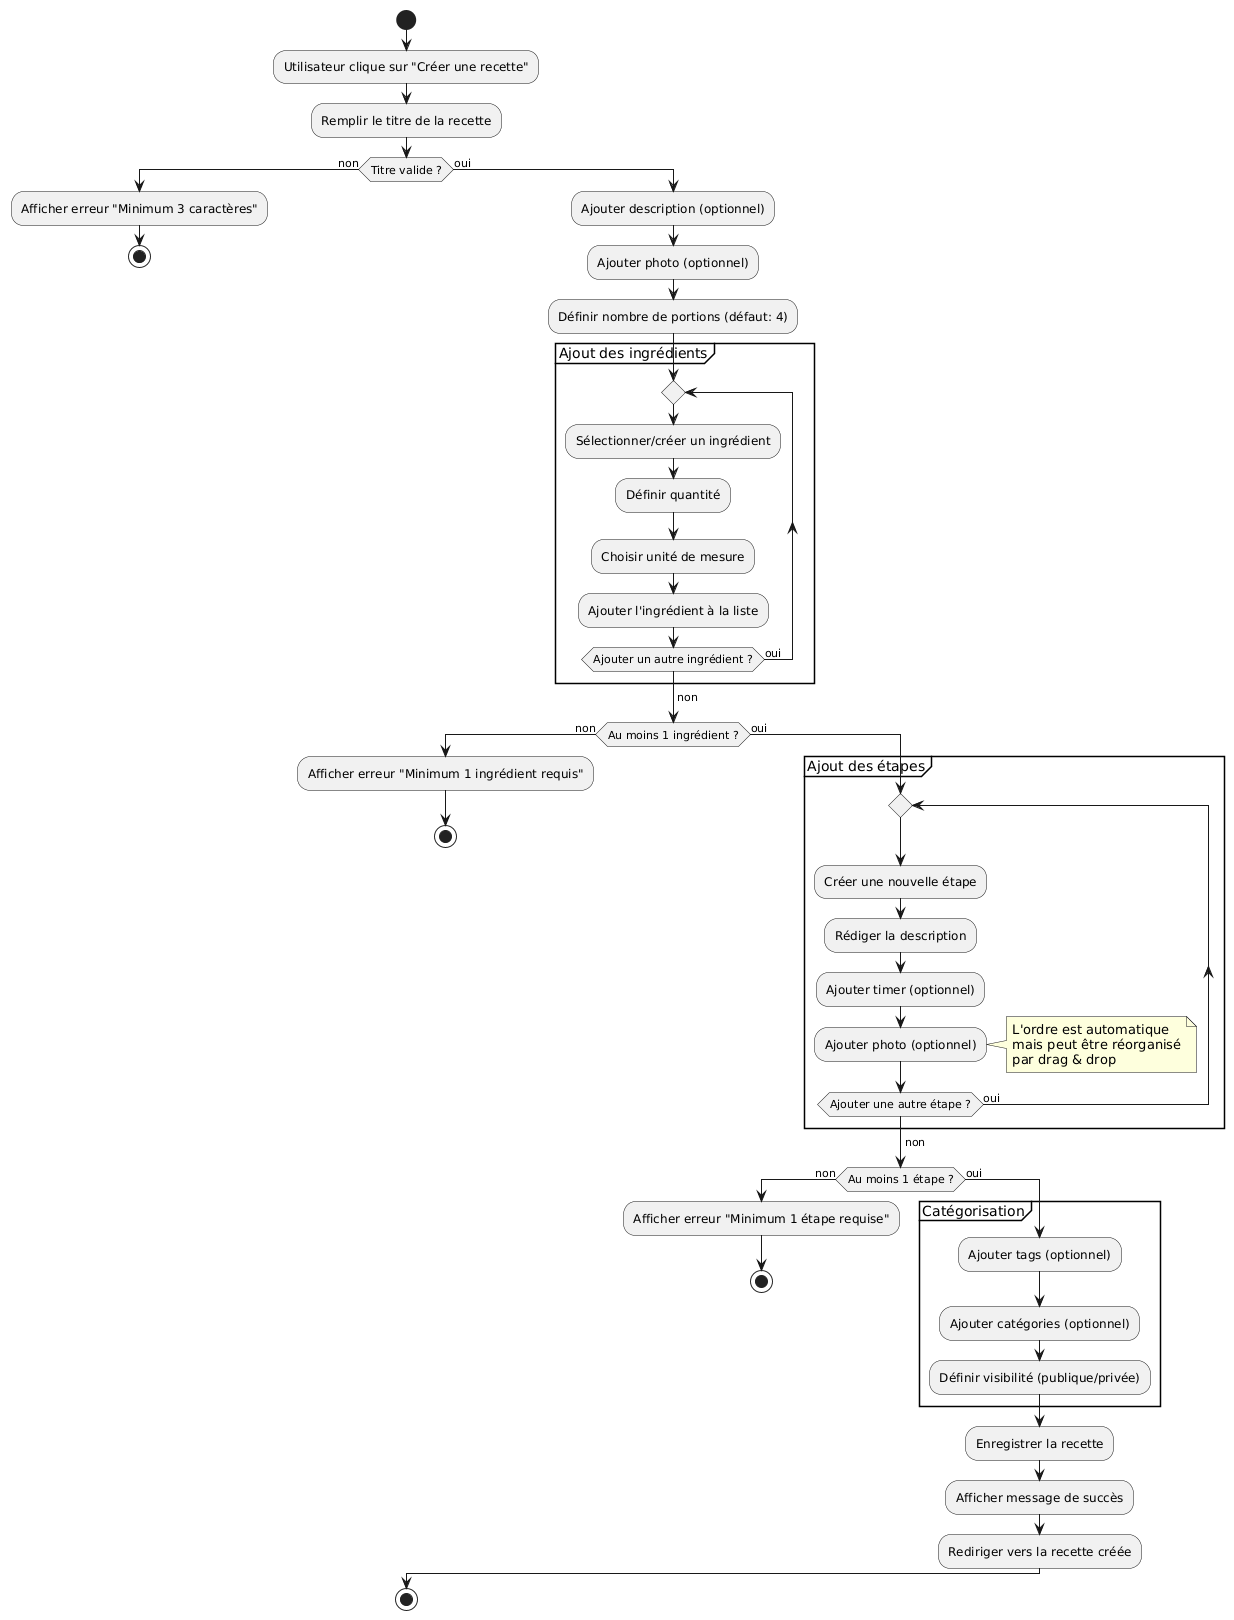 Utilisateur clique sur "Créer une recette"
Remplir le titre de la recette
non
Titre valide ?
oui
Afficher erreur "Minimum 3 caractères"
Ajouter description (optionnel)
Ajouter photo (optionnel)
Définir nombre de portions (défaut: 4)
Ajout des ingrédients
Sélectionner/créer un ingrédient
Définir quantité
Choisir unité de mesure
Ajouter l'ingrédient à la liste
Ajouter un autre ingrédient ?
oui
non
non
Au moins 1 ingrédient ?
oui
Afficher erreur "Minimum 1 ingrédient requis"
Ajout des étapes
Créer une nouvelle étape
Rédiger la description
Ajouter timer (optionnel)
Ajouter photo (optionnel)
L'ordre est automatique
mais peut être réorganisé
par drag & drop
Ajouter une autre étape ?
oui
non
non
Au moins 1 étape ?
oui
Afficher erreur "Minimum 1 étape requise"
Catégorisation
Ajouter tags (optionnel)
Ajouter catégories (optionnel)
Définir visibilité (publique/privée)
Enregistrer la recette
Afficher message de succès
Rediriger vers la recette créée